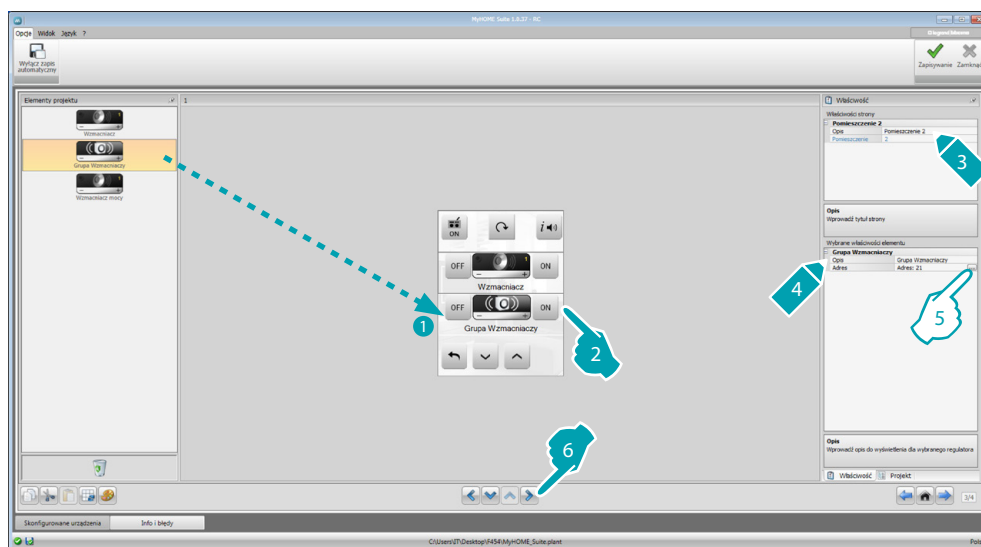 MyHOME Suite 1.0.37 - RC
Opcje Widok Język ?
Wyłącz zapis
automatyczny
Zapisywanie Zamknąć
Elementy projektu
1
Wzmacniacz
Grupa Wzmacniaczy
Wzmacniacz mocy
ON
i
OFF
ON
Wzmacniacz
OFF
ON
Grupa Wzmacniaczy
1
2
6
Właściwość
Właściwości strony
Pomieszczenie 2
Opis Pomieszczenie 2
Pomieszczenie 2
3
Opis
Wprowadź tytuł strony
Wybrane właściwości elementu
Grupa Wzmacniaczy
Opis Grupa Wzmacniaczy
Adres Adres: 21
4
5
Opis
Wprowadź opis do wyświetlenia dla wybranego regulatora
Właściwość Projekt
3/4
Skonfigurowane urządzenia Info i błędy
C:\Users\IT\Desktop\F454\MyHOME_Suite.plant